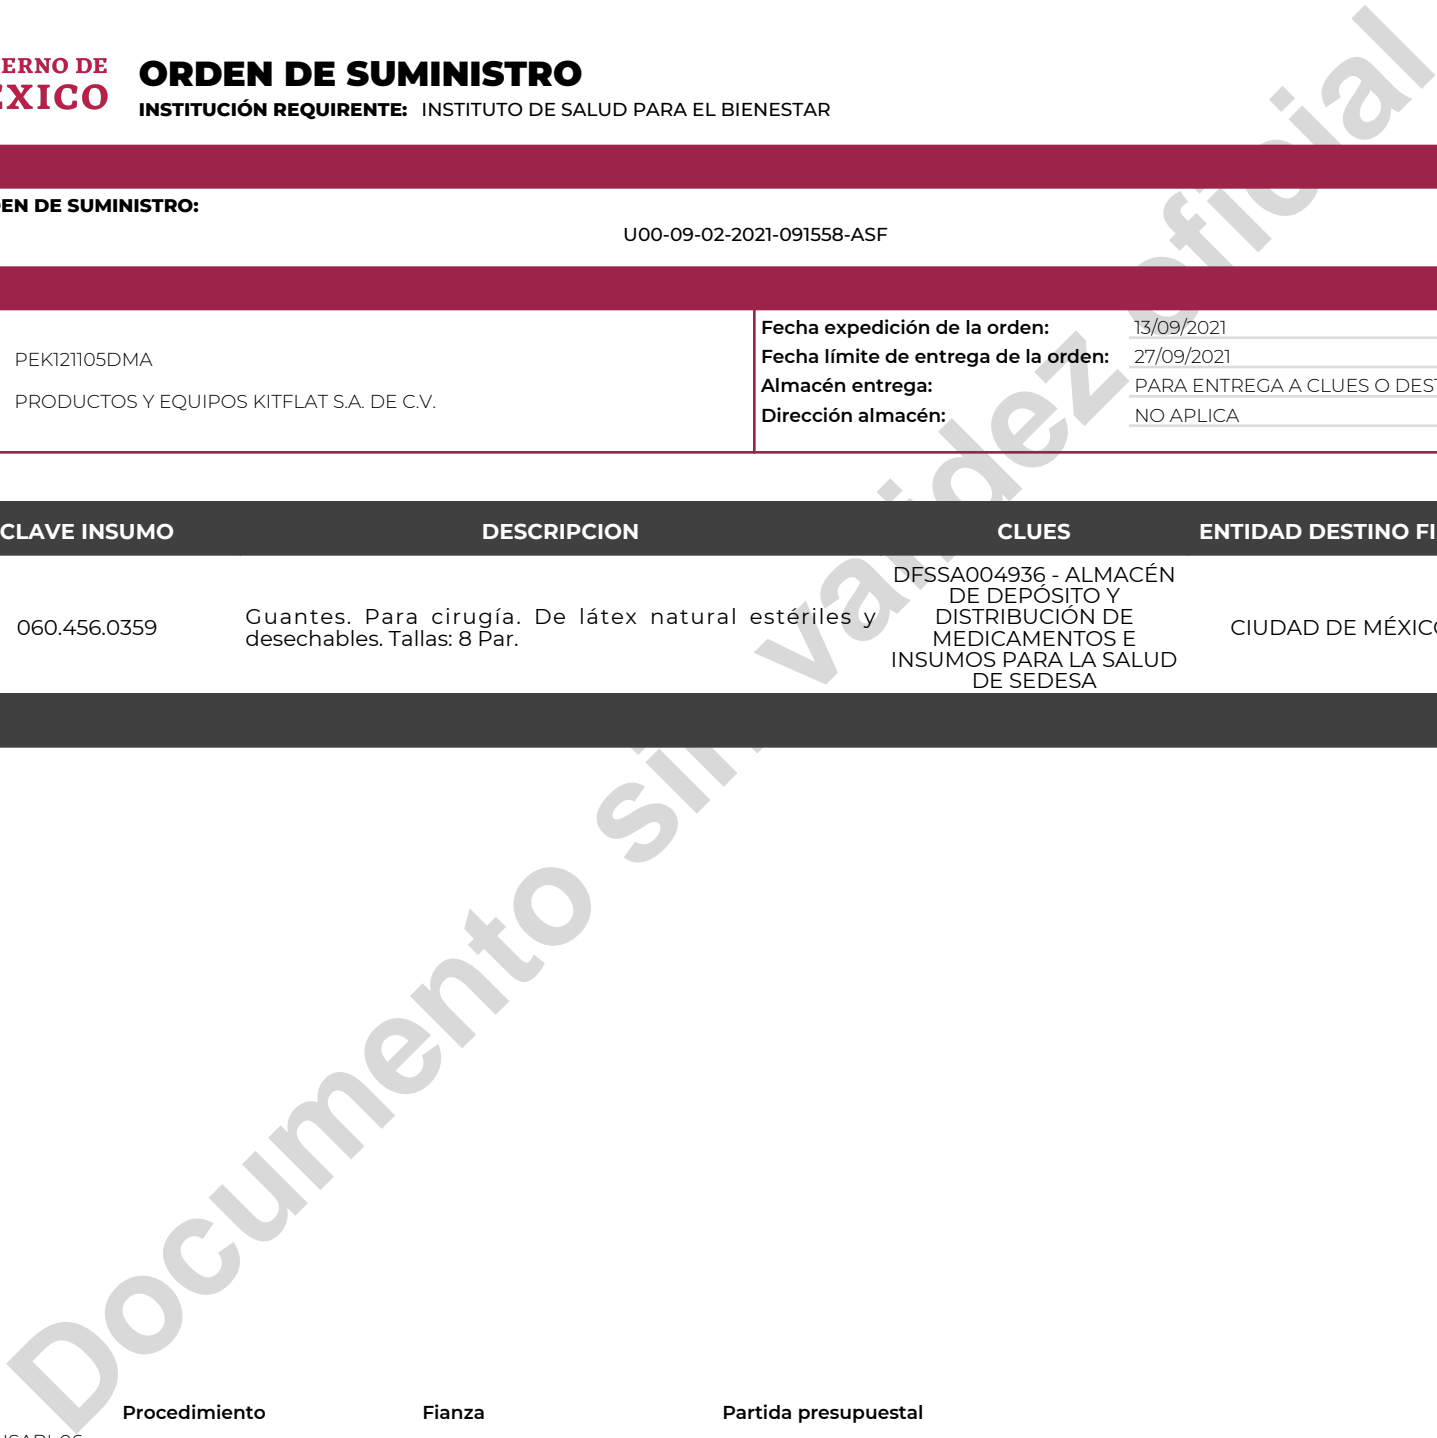 ERNO DE
ÉXICO
ORDEN DE SUMINISTRO
INSTITUCIÓN REQUIRENTE: INSTITUTO DE SALUD PARA EL BIENESTAR
EN DE SUMINISTRO:
U00-09-02-2021-091558-ASF
PEK121105DMA
PRODUCTOS Y EQUIPOS KITFLAT S.A. DE C.V.
Fecha expedición de la orden: 13/09/2021
Fecha límite de entrega de la orden: 27/09/2021
Almacén entrega: PARA ENTREGA A CLUES O DEST
Dirección almacén: NO APLICA
CLAVE INSUMO DESCRIPCION CLUES ENTIDAD DESTINO FI
060.456.0359
Guantes. Para cirugía. De látex natural estériles y
desechables. Tallas: 8 Par.
DFSSA004936 - ALMACÉN
DE DEPÓSITO Y
DISTRIBUCIÓN DE
MEDICAMENTOS E
INSUMOS PARA LA SALUD
DE SEDESA
CIUDAD DE MÉXICO
Documento sin validez oficial
Procedimiento Fianza Partida presupuestal